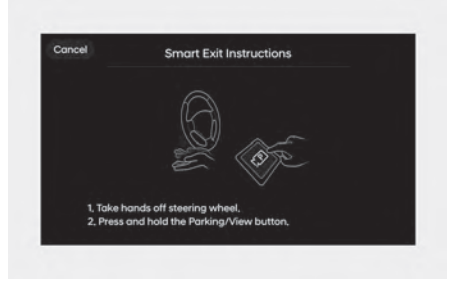 Cancel
Smart Exit Instructions
1, Take hands off steering wheel,
2, Press and hold the Parking/View button,